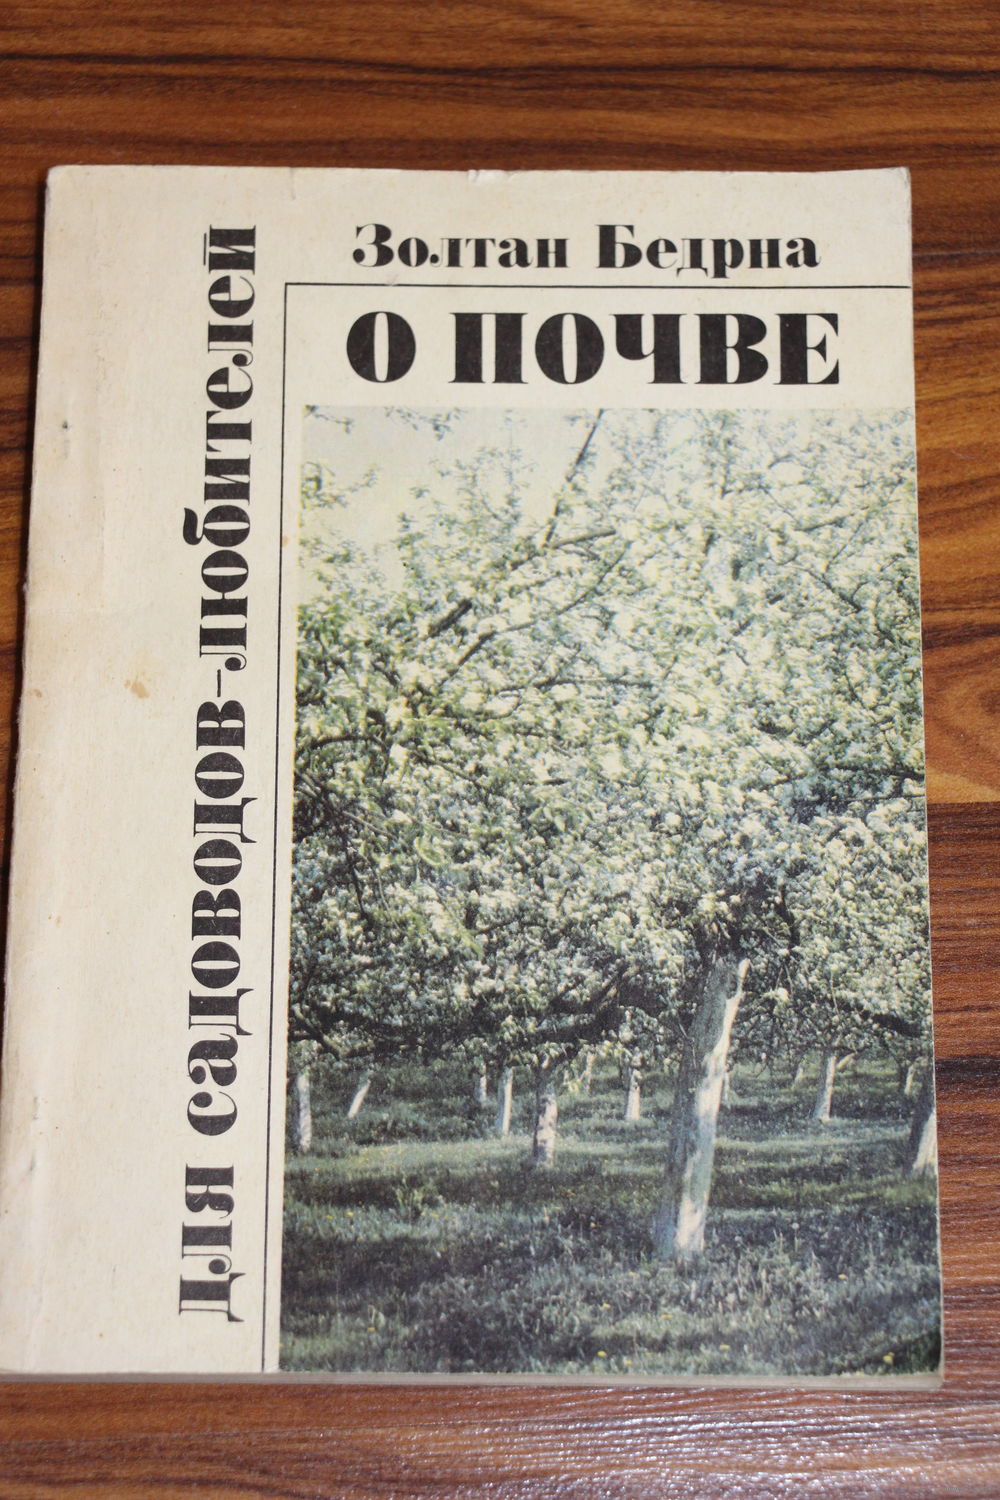 Золтан Бедрна
О ПОЧВЕ
Для садоводов-любителей